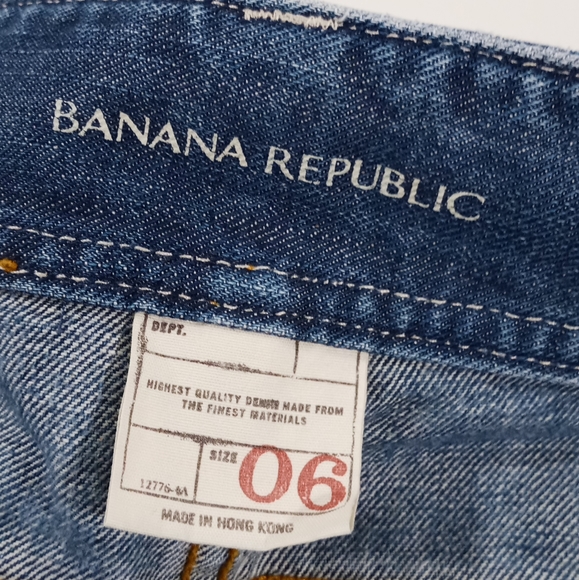 BANANA REPUBLIC
DEPT.
HIGHEST QUALITY DENIM MADE FROM
THE FINEST MATERIALS
SIZE 06
12776-6A
MADE IN HONG KONG